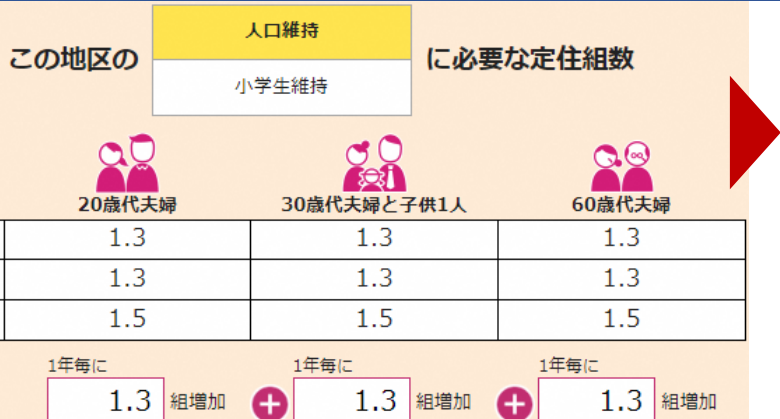 人口維持
この地区の に必要な定住組数
小学生維持
20歳代夫婦 30歳代夫婦と子供1人 60歳代夫婦
1.3 1.3 1.3
1.3 1.3 1.3
1.5 1.5 1.5
1年毎に 1年毎に 1年毎に
1.3 組増加 + 1.3 組増加 + 1.3 組増加